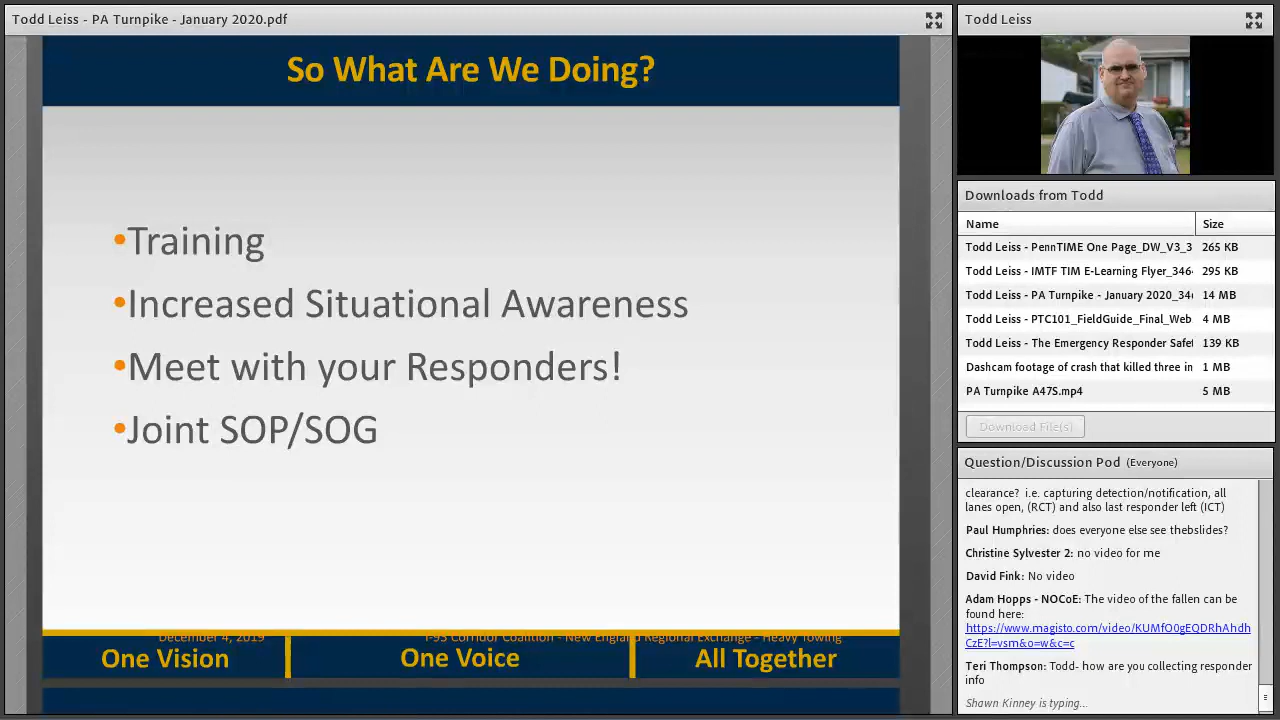 Todd Leiss - PA Turnpike - January 2020.pdf
So What Are We Doing?
•Training
•Increased Situational Awareness
•Meet with your Responders!
•Joint SOP/SOG
December 4, 2019
I-95 Corridor Coalition - New England Regional Exchange - Heavy Towing
One Vision
One Voice
All Together
Todd Leiss
Downloads from Todd
Name Size
Todd Leiss - PennTIME One Page_DW_V3_3 265 KB
Todd Leiss - IMTF TIM E-Learning Flyer_346 295 KB
Todd Leiss - PA Turnpike - January 2020_34 14 MB
Todd Leiss - PTC101_FieldGuide_Final_Web 4 MB
Todd Leiss - The Emergency Responder Safe 139 KB
Dashcam footage of crash that killed three in 1 MB
PA Turnpike A47S.mp4 5 MB
Download File(s)
Question/Discussion Pod (Everyone)
clearance? i.e. capturing detection/notification, all
lanes open, (RCT) and also last responder left (ICT)
Paul Humphries: does everyone else see thebslides?
Christine Sylvester 2: no video for me
David Fink: No video
Adam Hopps - NOCoE: The video of the fallen can be
found here:
https://www.magisto.com/video/KUMfO0gEQDRhAhdh
CzE?l=vsm&o=w&c=c
Teri Thompson: Todd- how are you collecting responder
info
Shawn Kinney is typing...